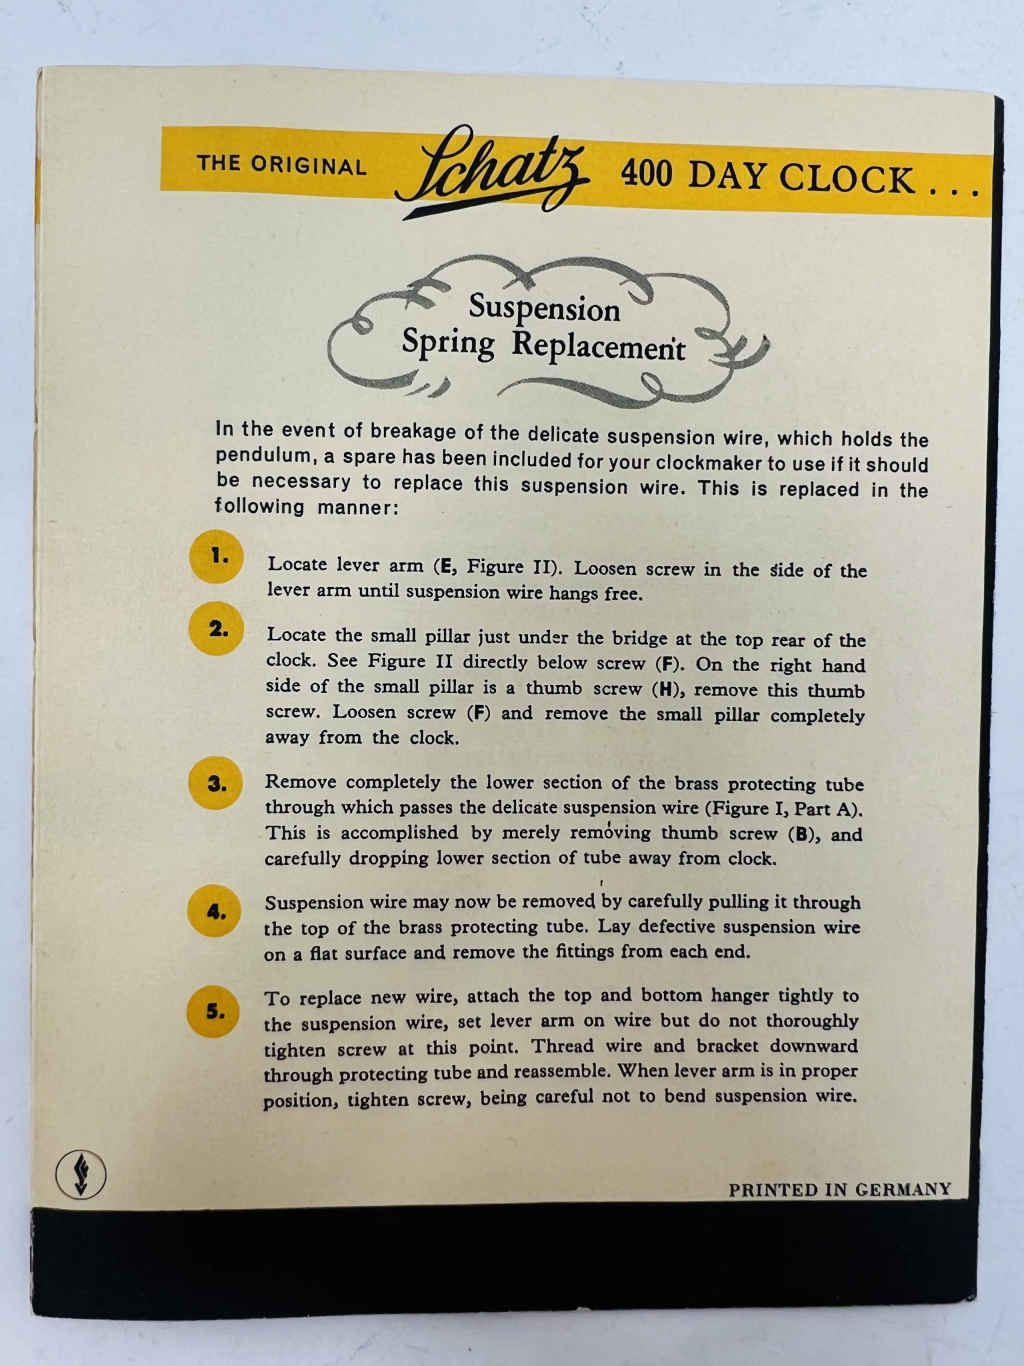 THE ORIGINAL Schatz 400 DAY CLOCK . . .
Suspension
Spring Replacement
In the event of breakage of the delicate suspension wire, which holds the
pendulum, a spare has been included for your clockmaker to use if it should
be necessary to replace this suspension wire. This is replaced in the
following manner:
1. Locate lever arm (E, Figure II). Loosen screw in the side of the
lever arm until suspension wire hangs free.
2. Locate the small pillar just under the bridge at the top rear of the
clock. See Figure II directly below screw (F). On the right hand
side of the small pillar is a thumb screw (H), remove this thumb
screw. Loosen screw (F) and remove the small pillar completely
away from the clock.
3. Remove completely the lower section of the brass protecting tube
through which passes the delicate suspension wire (Figure I, Part A).
This is accomplished by merely removing thumb screw (B), and
carefully dropping lower section of tube away from clock.
4. Suspension wire may now be removed by carefully pulling it through
the top of the brass protecting tube. Lay defective suspension wire
on a flat surface and remove the fittings from each end.
5. To replace new wire, attach the top and bottom hanger tightly to
the suspension wire, set lever arm on wire but do not thoroughly
tighten screw at this point. Thread wire and bracket downward
through protecting tube and reassemble. When lever arm is in proper
position, tighten screw, being careful not to bend suspension wire.
PRINTED IN GERMANY